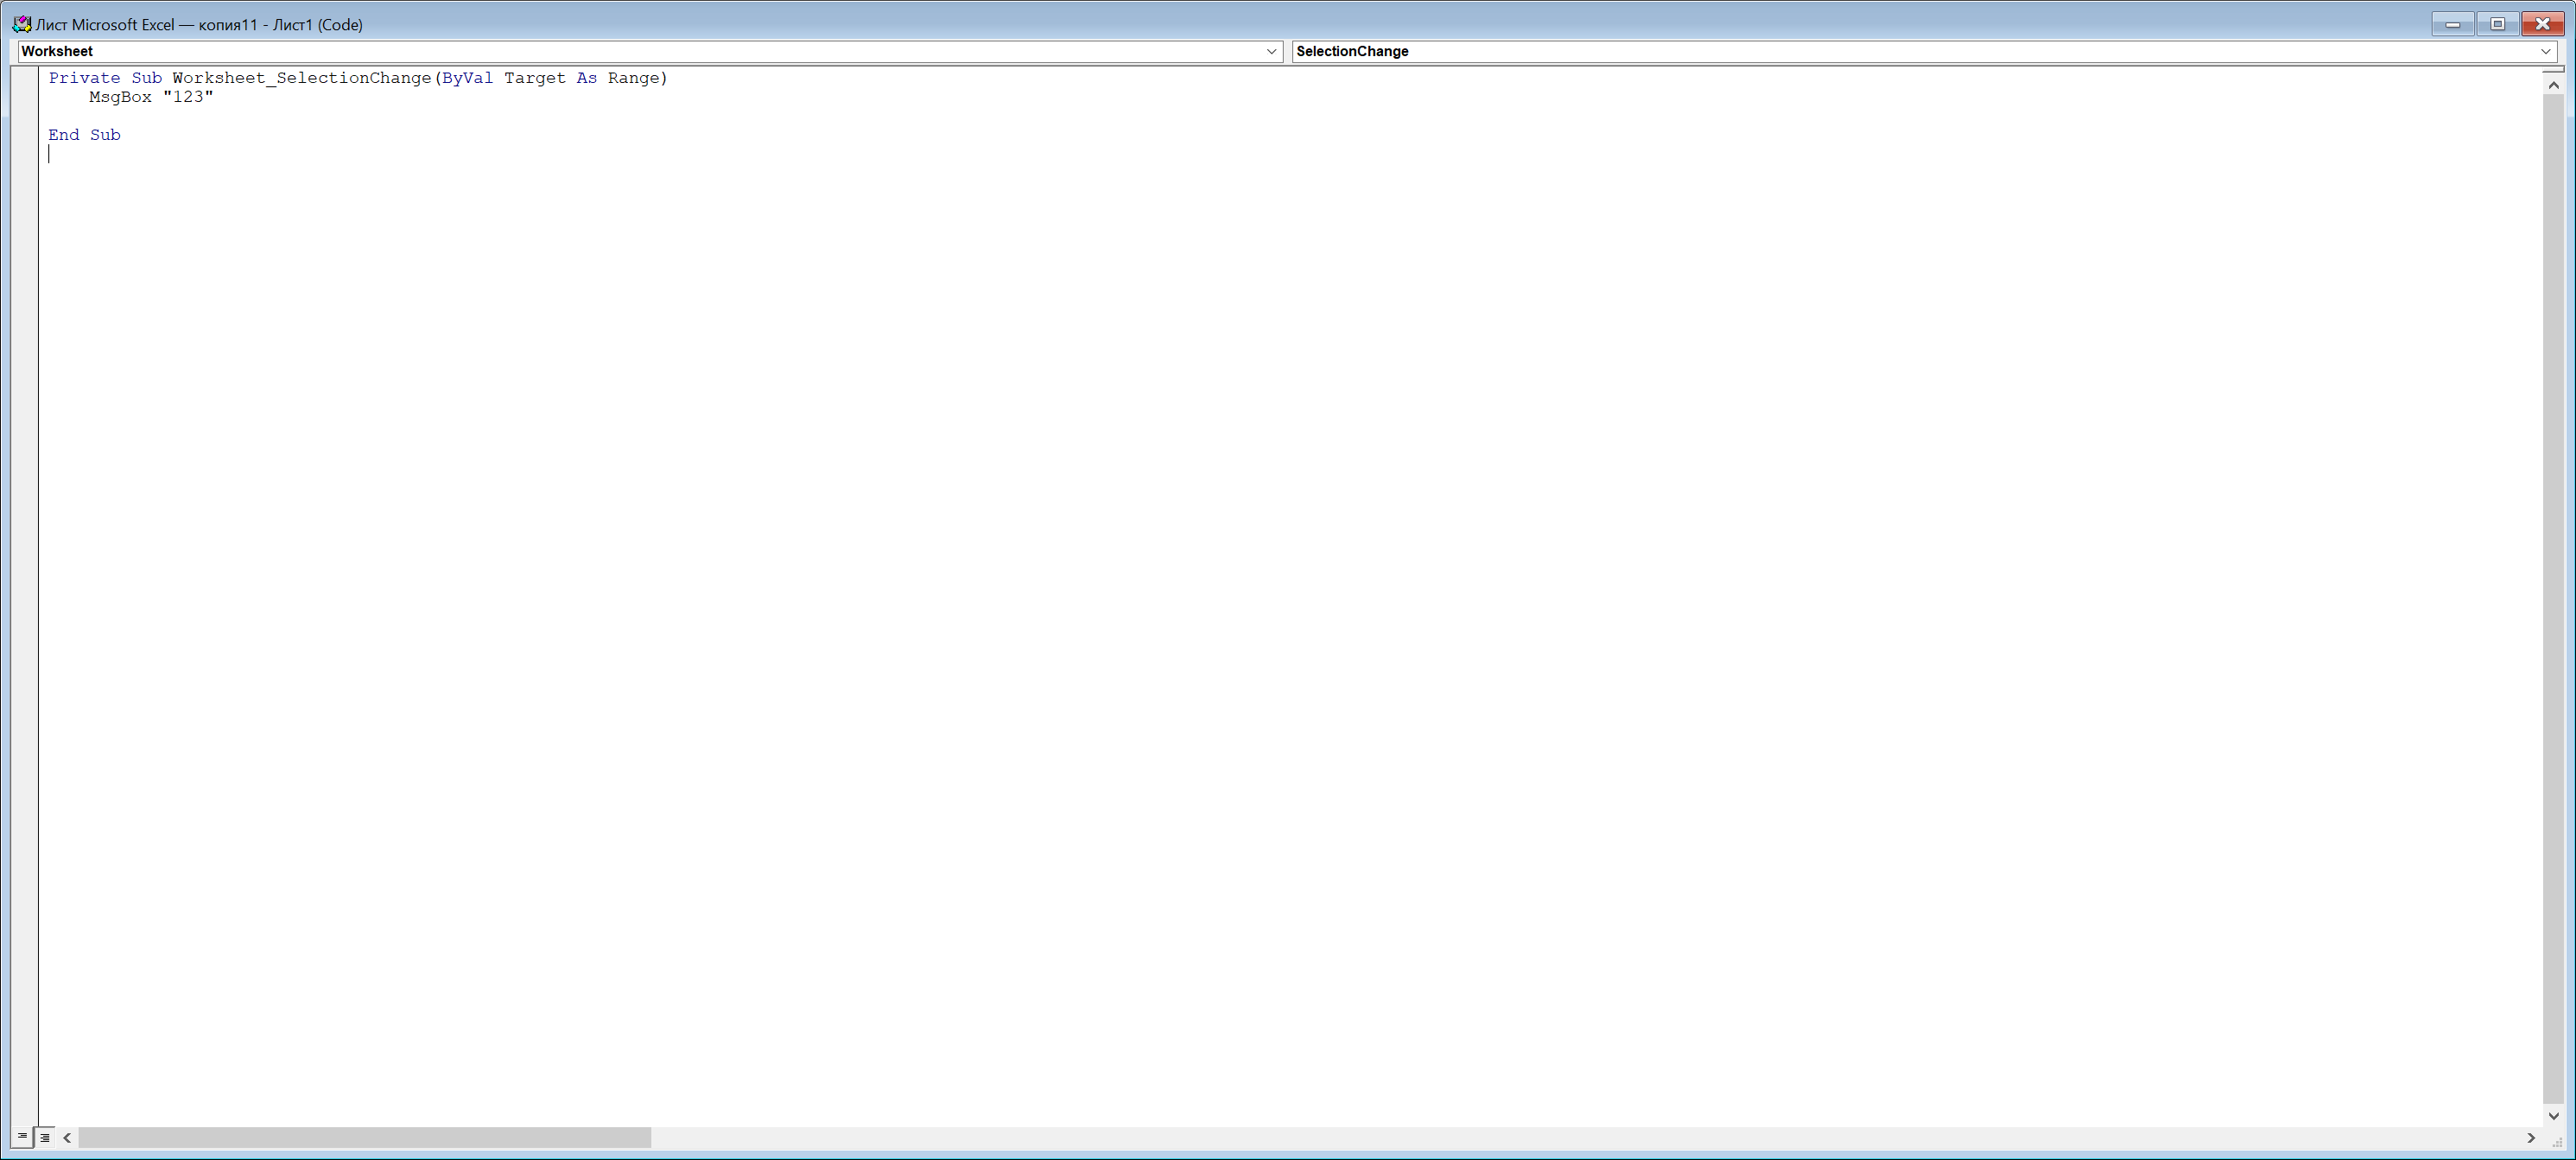 Лист Microsoft Excel — копия11 - Лист1 (Code)
Worksheet
SelectionChange
Private Sub Worksheet_SelectionChange(ByVal Target As Range)
    MsgBox "123"
End Sub